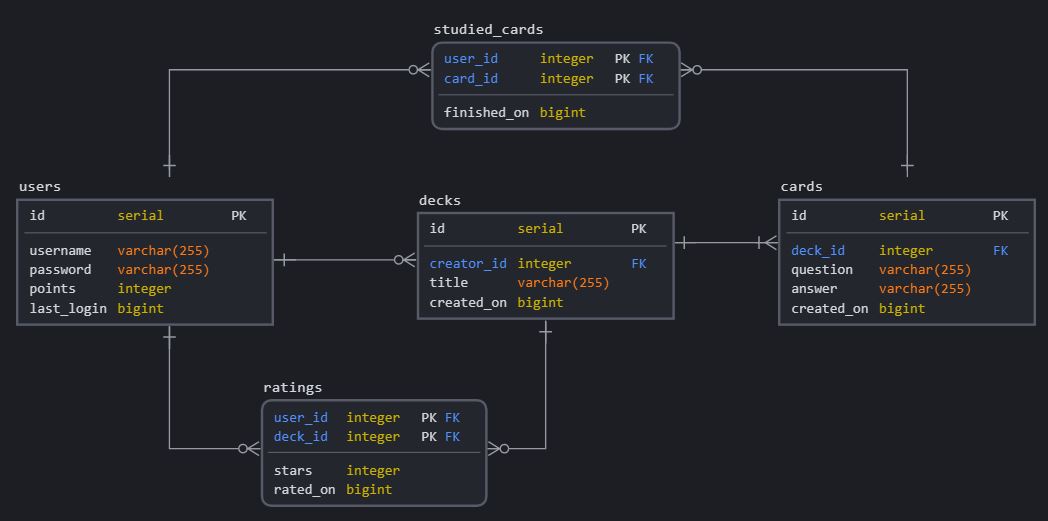 studied_cards
user_id integer PK FK
card_id integer PK FK
finished_on bigint
users
id serial PK
username varchar(255)
password varchar(255)
points integer
last_login bigint
decks
id serial PK
creator_id integer FK
title varchar(255)
created_on bigint
cards
id serial PK
deck_id integer FK
question varchar(255)
answer varchar(255)
created_on bigint
ratings
user_id integer PK FK
deck_id integer PK FK
stars integer
rated_on bigint